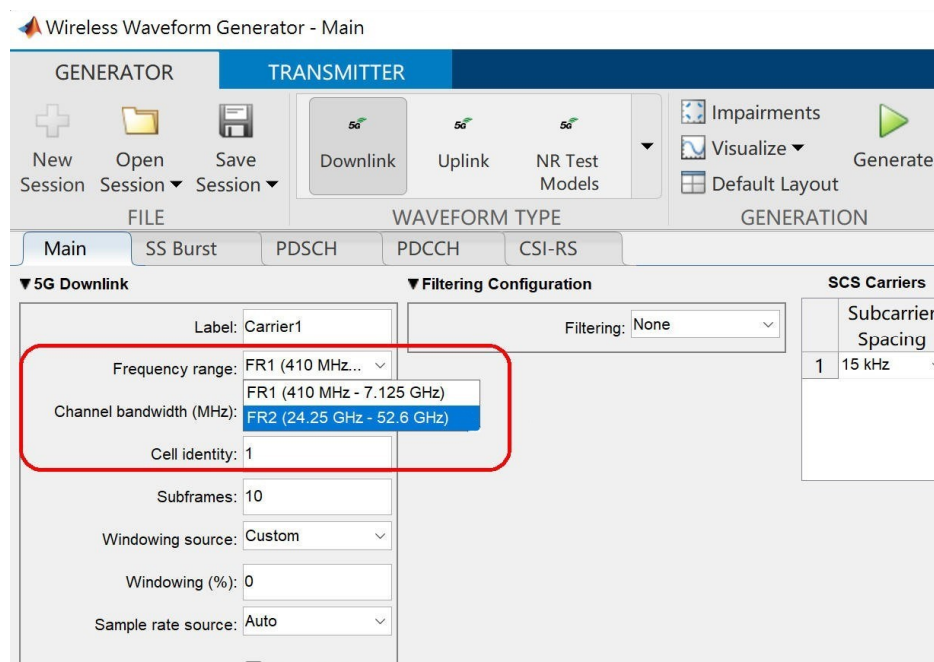 Wireless Waveform Generator - Main
GENERATOR
TRANSMITTER
New Session
Open Session
Save Session
FILE
5G
Downlink
5G
Uplink
5G
NR Test Models
WAVEFORM TYPE
Impairments
Visualize
Default Layout
Generate
GENERATION
Main
SS Burst
PDSCH
PDCCH
CSI-RS
5G Downlink
Label: Carrier1
Frequency range: FR1 (410 MHz...
FR1 (410 MHz - 7.125 GHz)
Channel bandwidth (MHz):
FR2 (24.25 GHz - 52.6 GHz)
Cell identity: 1
Subframes: 10
Windowing source: Custom
Windowing (%): 0
Sample rate source: Auto
Filtering Configuration
Filtering: None
SCS Carriers
Subcarrier
Spacing
1 15 kHz